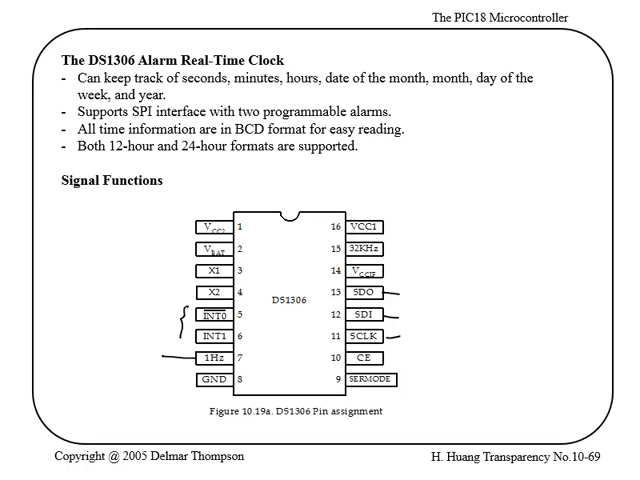 The PIC18 Microcontroller
The DS1306 Alarm Real-Time Clock
- Can keep track of seconds, minutes, hours, date of the month, month, day of the
week, and year.
- Supports SPI interface with two programmable alarms.
- All time information are in BCD format for easy reading.
- Both 12-hour and 24-hour formats are supported.
Signal Functions
VCC2 1 16 VCC1
VBAT 2 15 32KHz
X1 3 14 VCCIF
X2 4 13 SDO
DS1306
INT0 5 12 SDI
INT1 6 11 SCLK
1Hz 7 10 CE
GND 8 9 SERMODE
Figure 10.19a. DS1306 Pin assignment
Copyright @ 2005 Delmar Thompson
H. Huang Transparency No.10-69